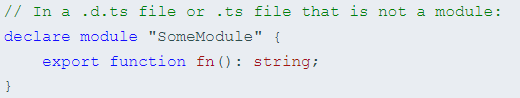 // In a .d.ts file or .ts file that is not a module:
declare module "SomeModule" {
    export function fn(): string;
}